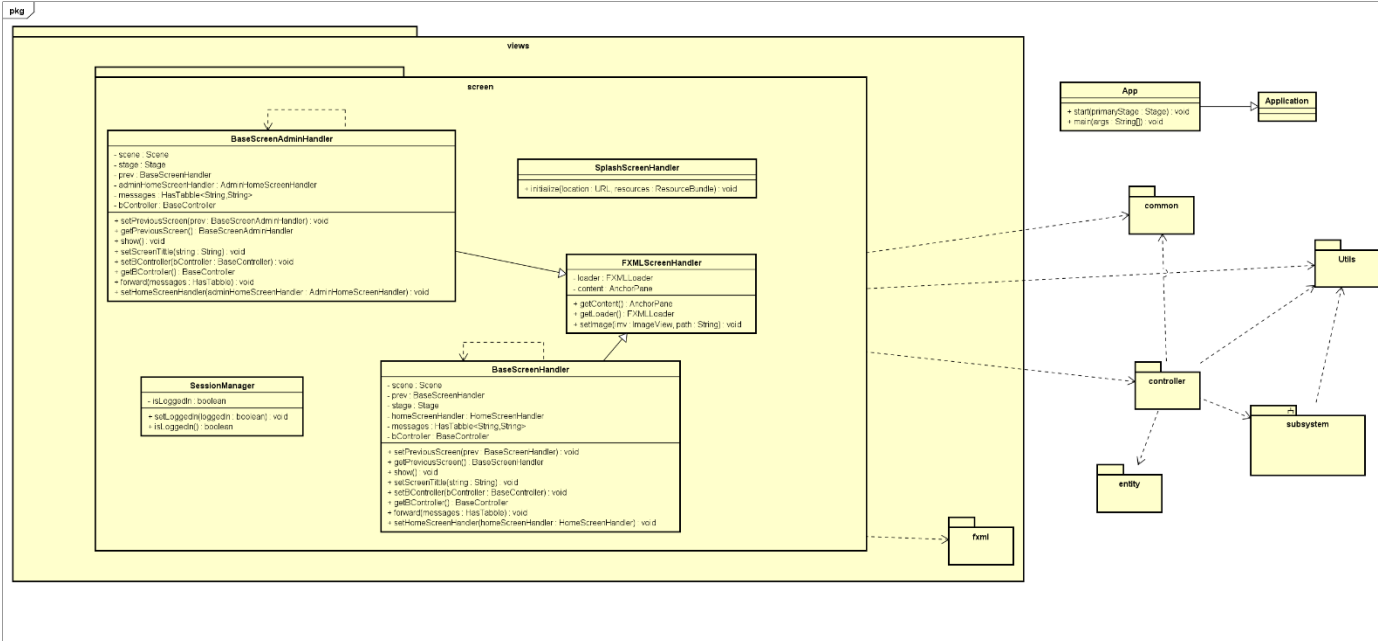 pkg
views
screen
BaseScreenAdminHandler
- scene : Scene
- stage : Stage
- prev : BaseScreenHandler
- adminHomeScreenHandler : AdminHomeScreenHandler
- messages : HasTabble<String,String>
- bController : BaseController
+ setPreviousScreen(prev : BaseScreenAdminHandler) : void
+ getPreviousScreen() : BaseScreenAdminHandler
+ show() : void
+ setScreenTittle(string : String) : void
+ setBController(bController : BaseController) : void
+ getBController() : BaseController
+ forward(messages : HasTabble) : void
+ setHomeScreenHandler(adminHomeScreenHandler : AdminHomeScreenHandler) : void
SplashScreenHandler
+ initialize(location : URL, resources : ResourceBundle) : void
FXMLScreenHandler
- loader : FXMLLoader
- content : AnchorPane
+ getContent() : AnchorPane
+ getLoader() : FXMLLoader
+ setImage(imv : ImageView, path : String) : void
SessionManager
- isLoggedIn : boolean
+ setLoggedIn(loggedIn : boolean) : void
+ isLoggedIn() : boolean
BaseScreenHandler
- scene : Scene
- prev : BaseScreenHandler
- stage : Stage
- homeScreenHandler : HomeScreenHandler
- messages : HasTabble<String,String>
- bController : BaseController
+ setPreviousScreen(prev : BaseScreenHandler) : void
+ getPreviousScreen() : BaseScreenHandler
+ show() : void
+ setScreenTittle(string : String) : void
+ setBController(bController : BaseController) : void
+ getBController() : BaseController
+ forward(messages : HasTabble) : void
+ setHomeScreenHandler(homeScreenHandler : HomeScreenHandler) : void
fxml
App
+ start(primaryStage : Stage) : void
+ main(args : String[]) : void
Application
common
Utils
controller
subsystem
entity